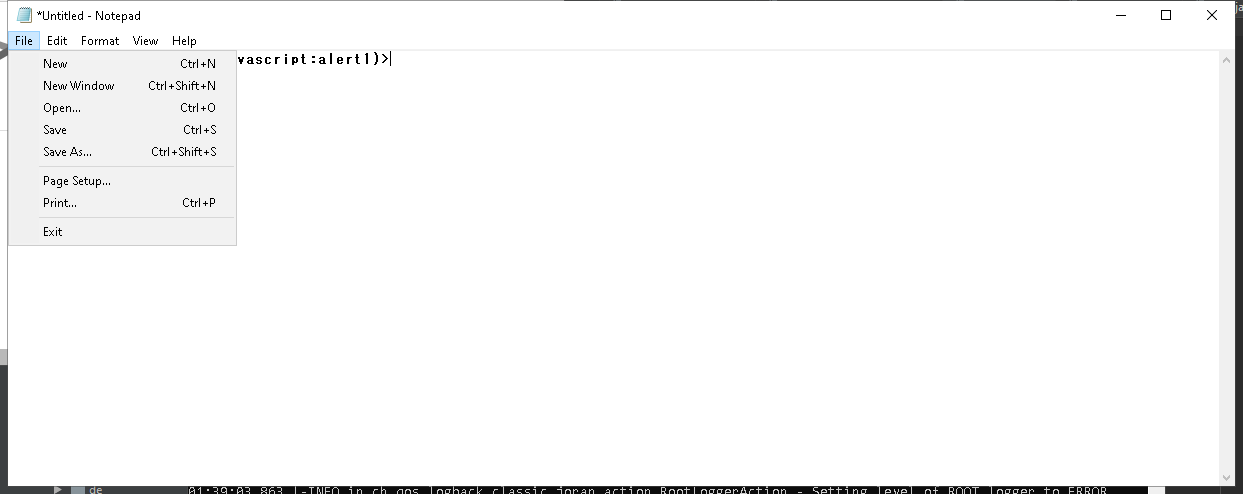 *Untitled - Notepad
File Edit Format View Help
vascript:alert1)>
New Ctrl+N
New Window Ctrl+Shift+N
Open... Ctrl+O
Save Ctrl+S
Save As... Ctrl+Shift+S
Page Setup...
Print... Ctrl+P
Exit
de 01:39:03.863 |-INFO in ch.qos.logback.classic.joran.action.RootLoggerAction - Setting level of ROOT logger to ERROR